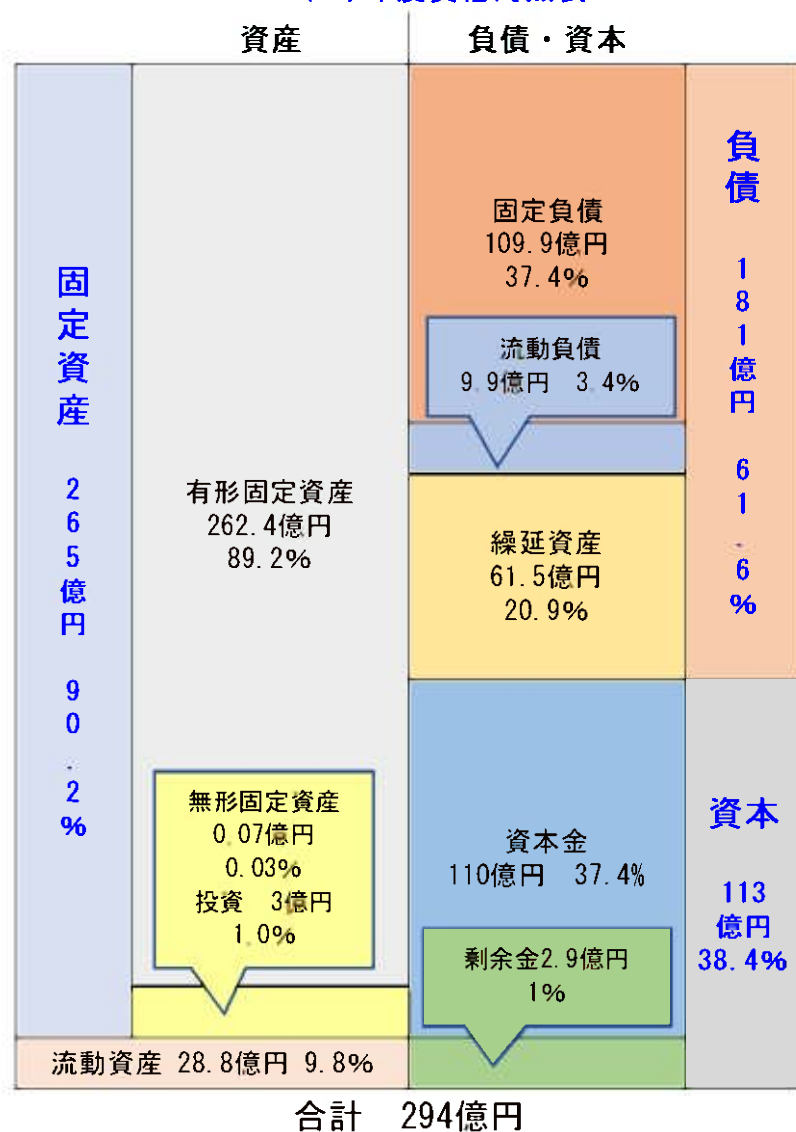 資産
負債・資本
固定資産 265億円 90.2%
有形固定資産
262.4億円
89.2%
無形固定資産
0.07億円
0.03%
投資 3億円
1.0%
流動資産 28.8億円 9.8%
固定負債
109.9億円
37.4%
流動負債
9.9億円 3.4%
繰延資産
61.5億円
20.9%
資本金
110億円 37.4%
剰余金2.9億円
1%
負債 181億円 61.6%
資本
113
億円
38.4%
合計 294億円